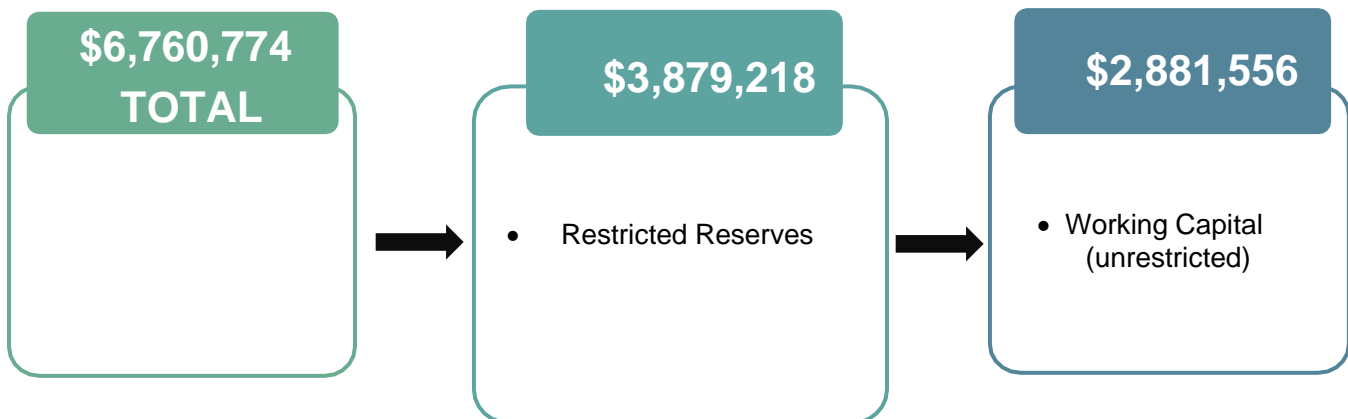 $6,760,774
TOTAL
$3,879,218
• Restricted Reserves
$2,881,556
• Working Capital
(unrestricted)